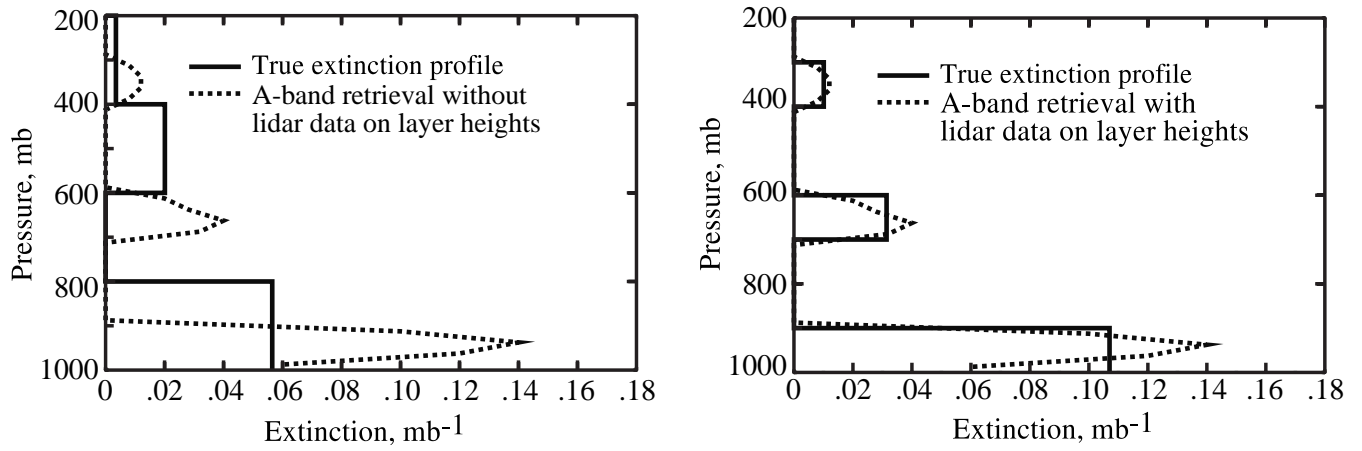 200
400
600
800
1000
Pressure, mb
True extinction profile
A-band retrieval without
lidar data on layer heights
0 .02 .04 .06 .08 .10 .12 .14 .16 .18
Extinction, mb-1
200
400
600
800
1000
Pressure, mb
True extinction profile
A-band retrieval with
lidar data on layer heights
0 .02 .04 .06 .08 .10 .12 .14 .16 .18
Extinction, mb-1